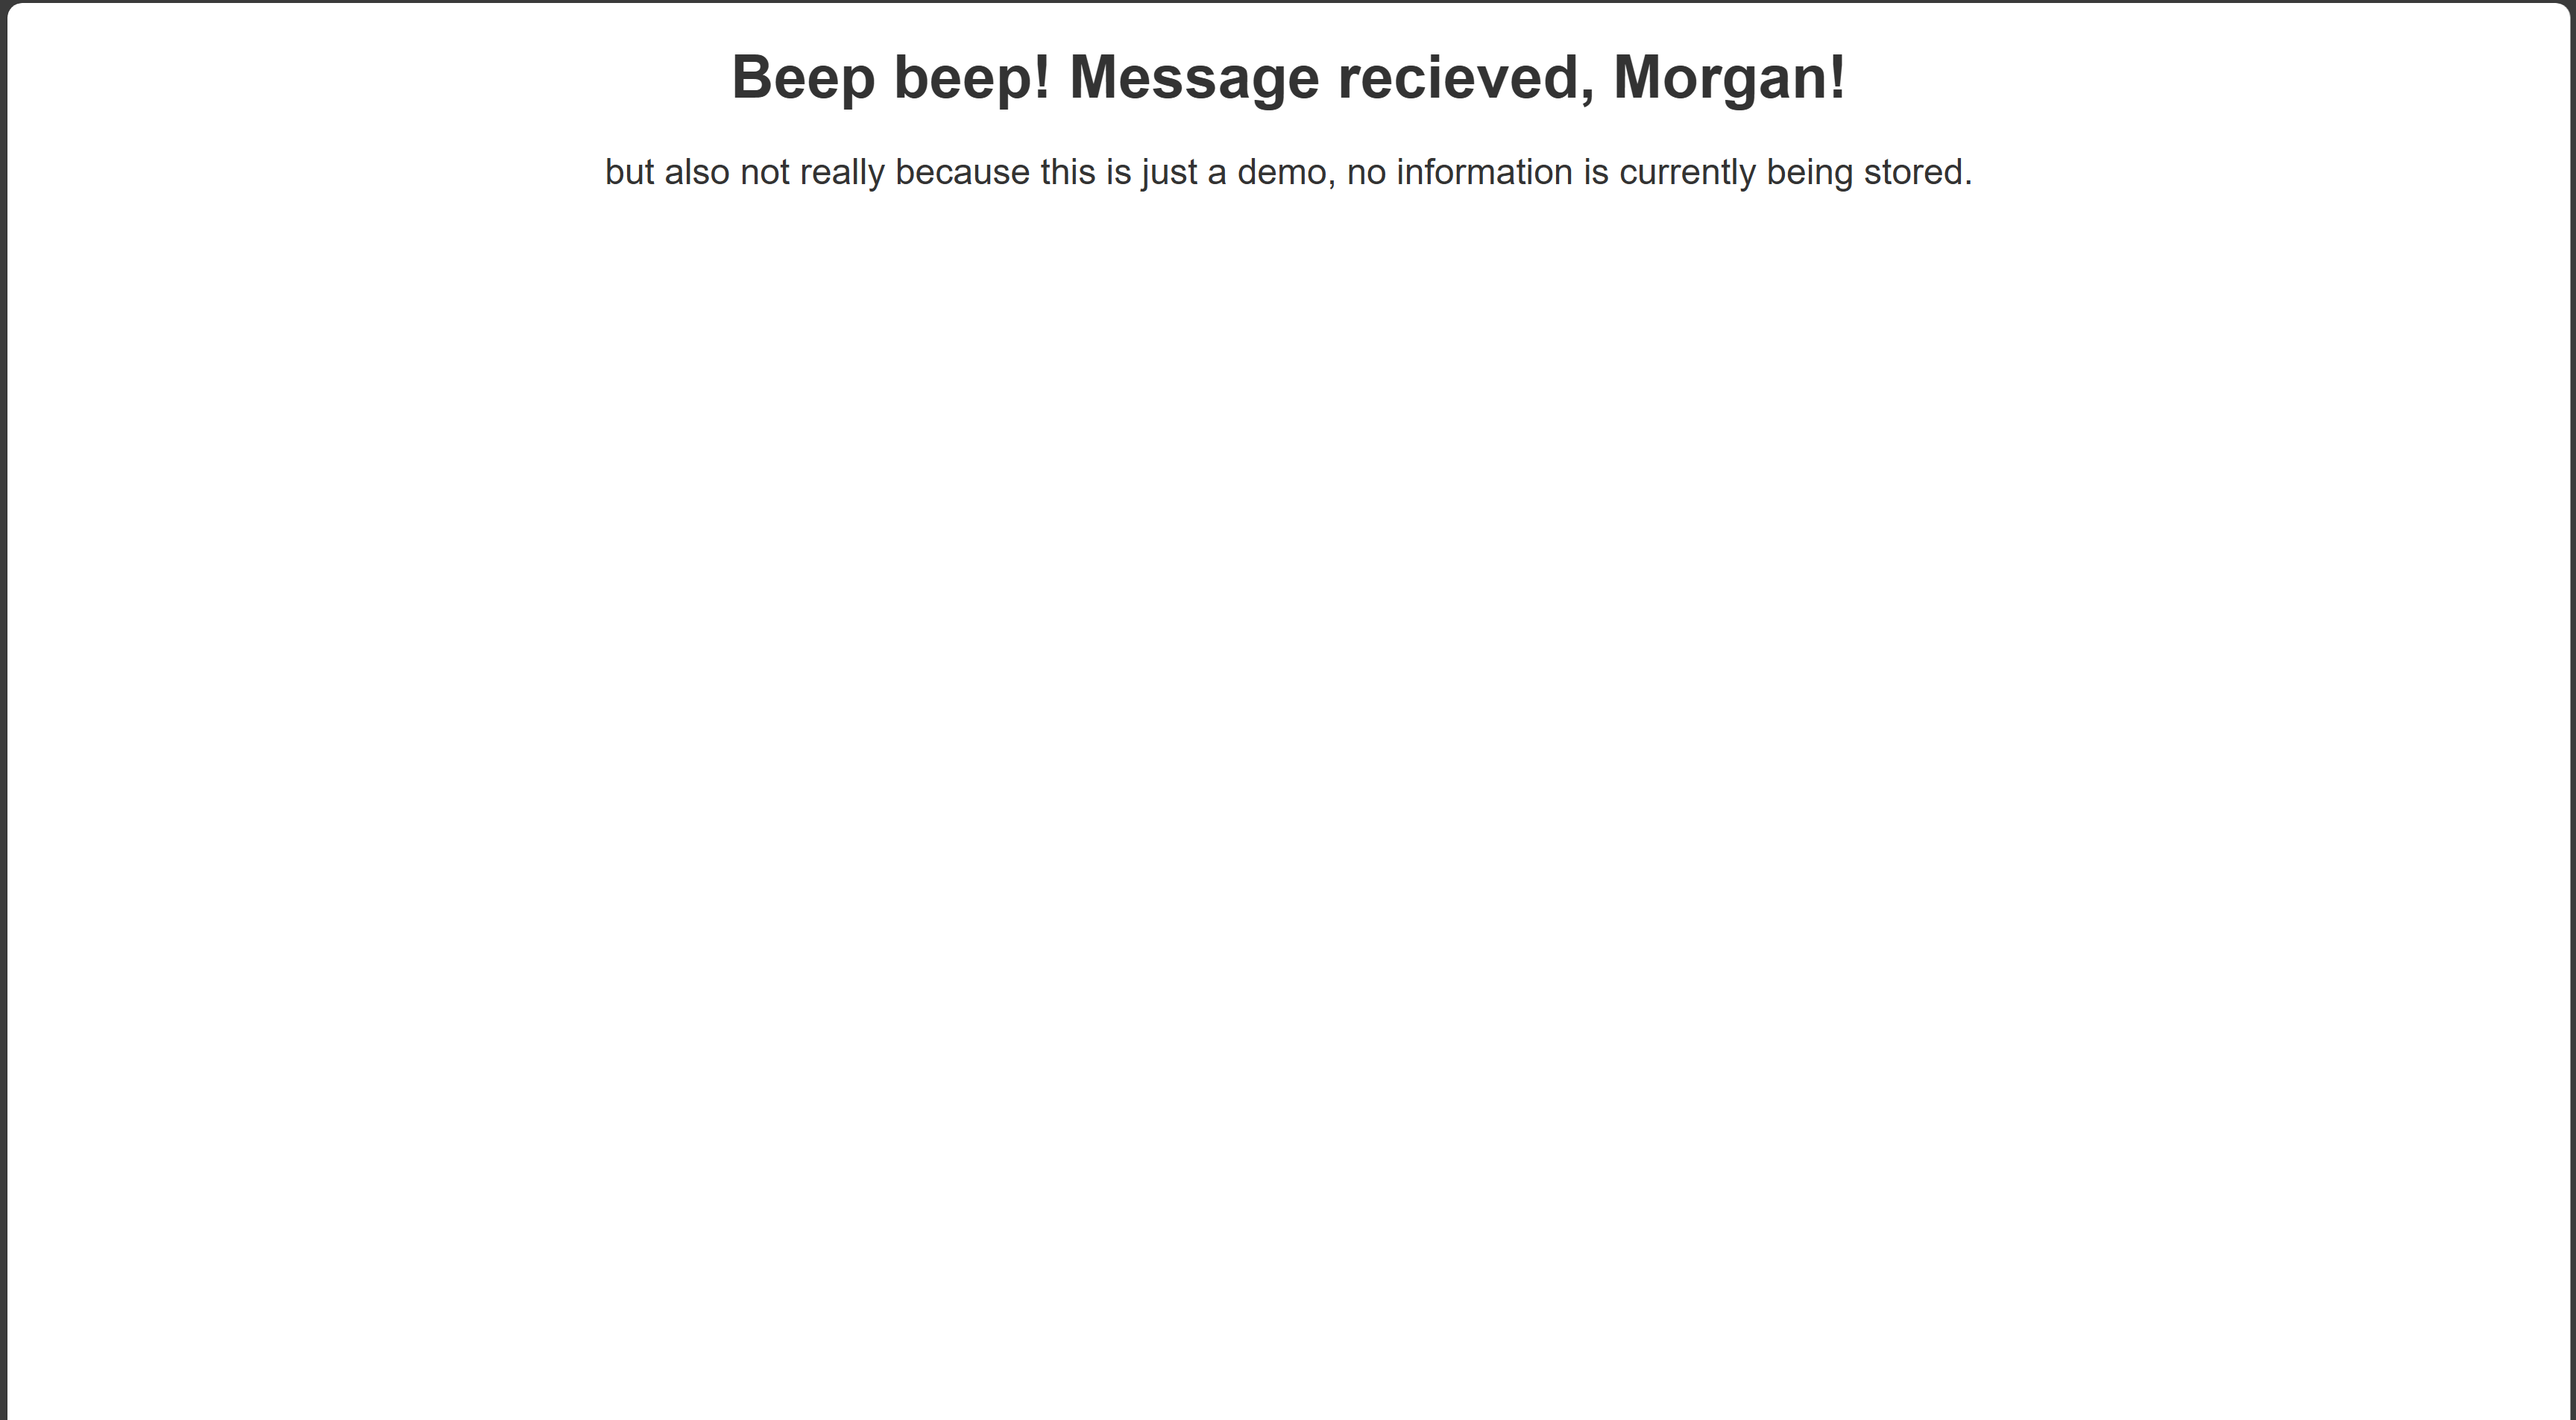 Beep beep! Message recieved, Morgan!
but also not really because this is just a demo, no information is currently being stored.